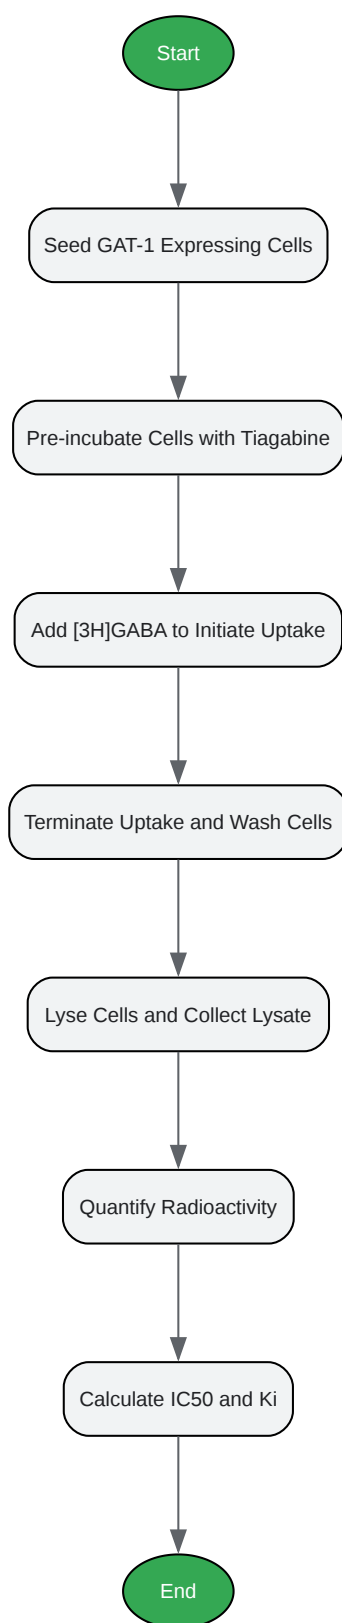 Start
Seed GAT-1 Expressing Cells
Pre-incubate Cells with Tiagabine
Add [3H]GABA to Initiate Uptake
Terminate Uptake and Wash Cells
Lyse Cells and Collect Lysate
Quantify Radioactivity
Calculate IC50 and Ki
End